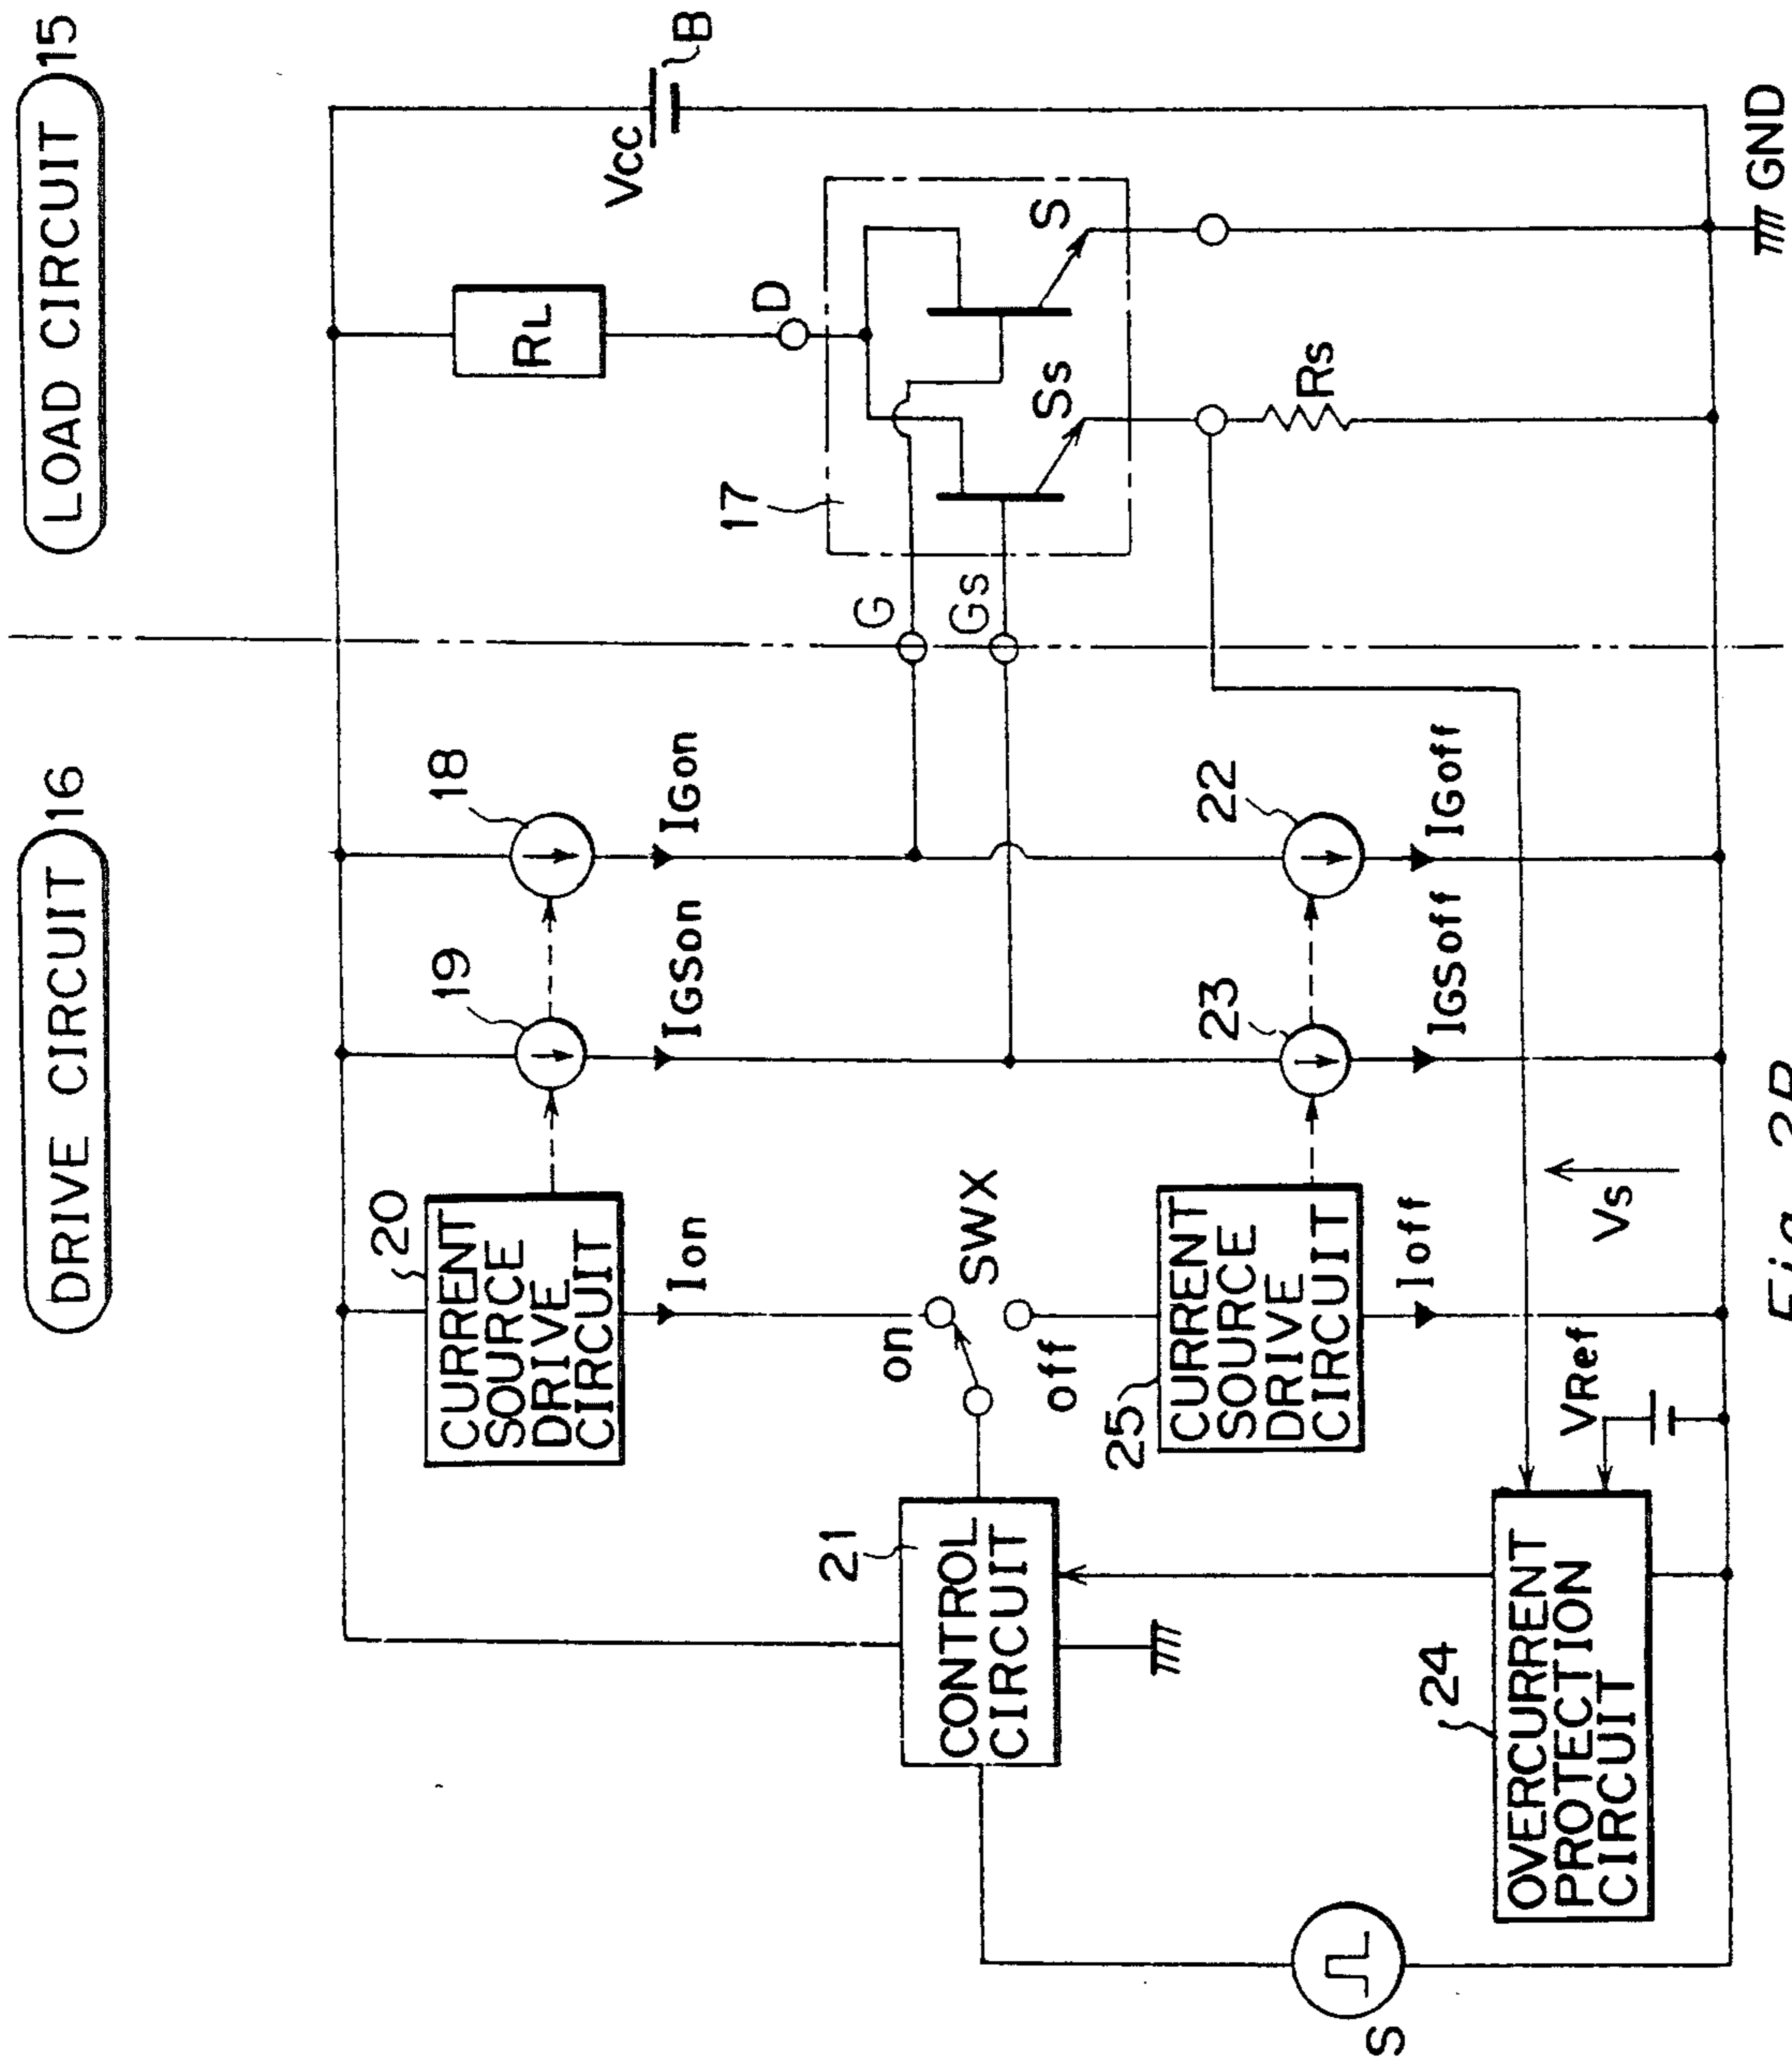 DRIVE CIRCUIT 16
LOAD CIRCUIT 15
20
CURRENT
SOURCE
DRIVE
CIRCUIT
19
18
RL
Ion
IGSon
IGon
VCC
B
D
17
21
CONTROL
CIRCUIT
on
off
SWX
G
Gs
Ss
S
25
CURRENT
SOURCE
DRIVE
CIRCUIT
23
22
Rs
S
24
OVERCURRENT
PROTECTION
CIRCUIT
VRef
Ioff
IGSoff
IGoff
Vs
GND